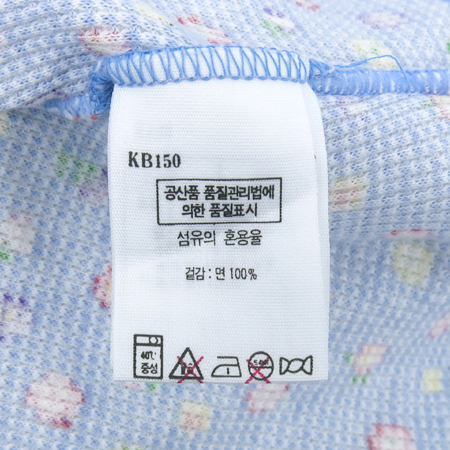 KB150
공산품 품질관리법에
의한 품질표시
섬유의 혼용율
겉감 : 면 100%
40℃
중성